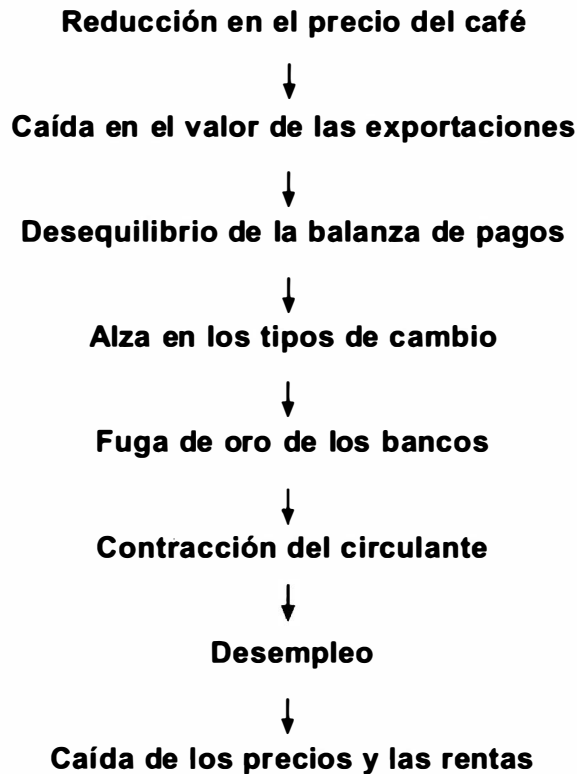 Reducción en el precio del café
Caída en el valor de las exportaciones
Desequilibrio de la balanza de pagos
Alza en los tipos de cambio
Fuga de oro de los bancos
Contracción del circulante
Desempleo
Caída de los precios y las rentas